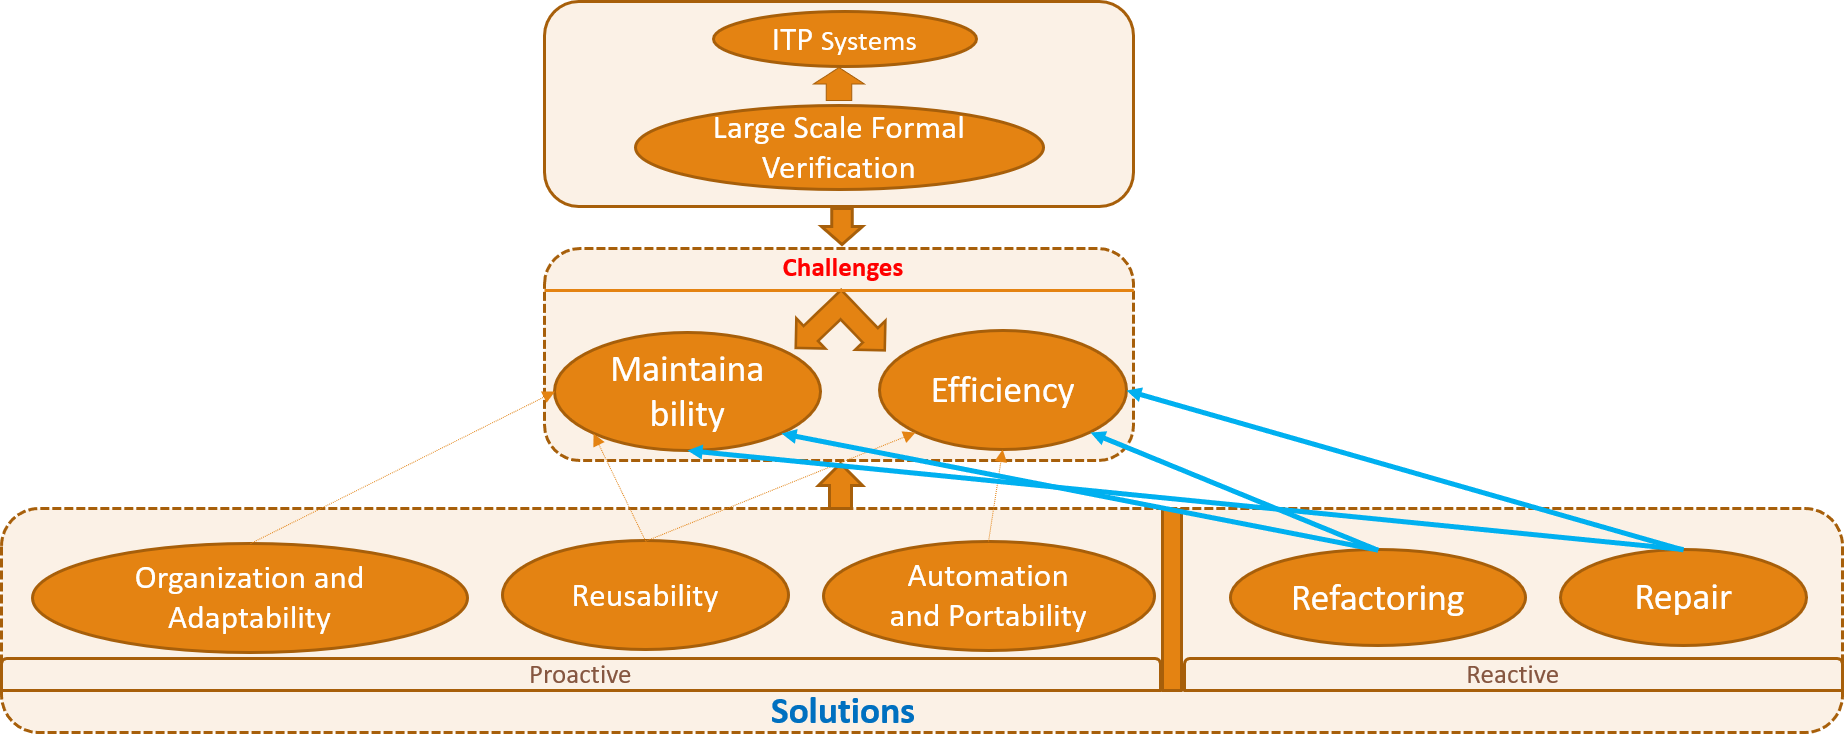 ITP Systems
Large Scale Formal
Verification
Challenges
Maintaina
bility
Efficiency
Organization and
Adaptability
Reusability
Automation
and Portability
Refactoring
Repair
Proactive
Reactive
Solutions